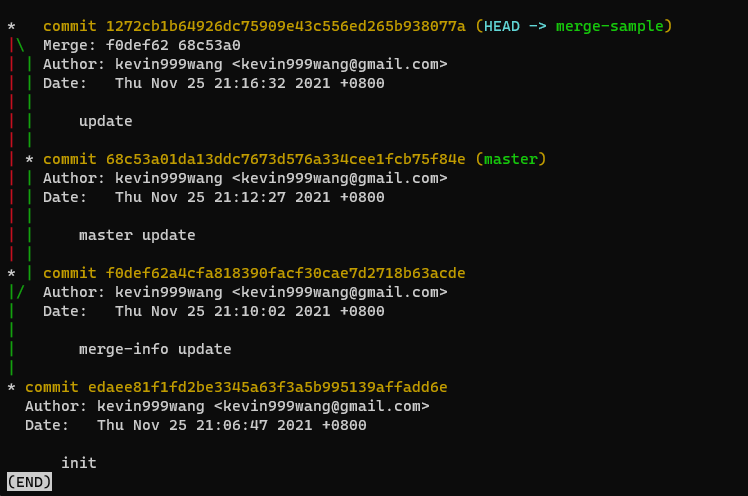 *   commit 1272cb1b64926dc75909e43c556ed265b938077a (HEAD -> merge-sample)
|\  Merge: f0def62 68c53a0
| | Author: kevin999wang <kevin999wang@gmail.com>
| | Date:   Thu Nov 25 21:16:32 2021 +0800
| |
| |     update
| |
| * commit 68c53a01da13ddc7673d576a334cee1fcb75f84e (master)
| | Author: kevin999wang <kevin999wang@gmail.com>
| | Date:   Thu Nov 25 21:12:27 2021 +0800
| |
| |     master update
| |
* | commit f0def62a4cfa818390facf30cae7d2718b63acde
|/  Author: kevin999wang <kevin999wang@gmail.com>
|   Date:   Thu Nov 25 21:10:02 2021 +0800
|
|       merge-info update
|
* commit edaee81f1fd2be3345a63f3a5b995139affadd6e
  Author: kevin999wang <kevin999wang@gmail.com>
  Date:   Thu Nov 25 21:06:47 2021 +0800

      init
(END)